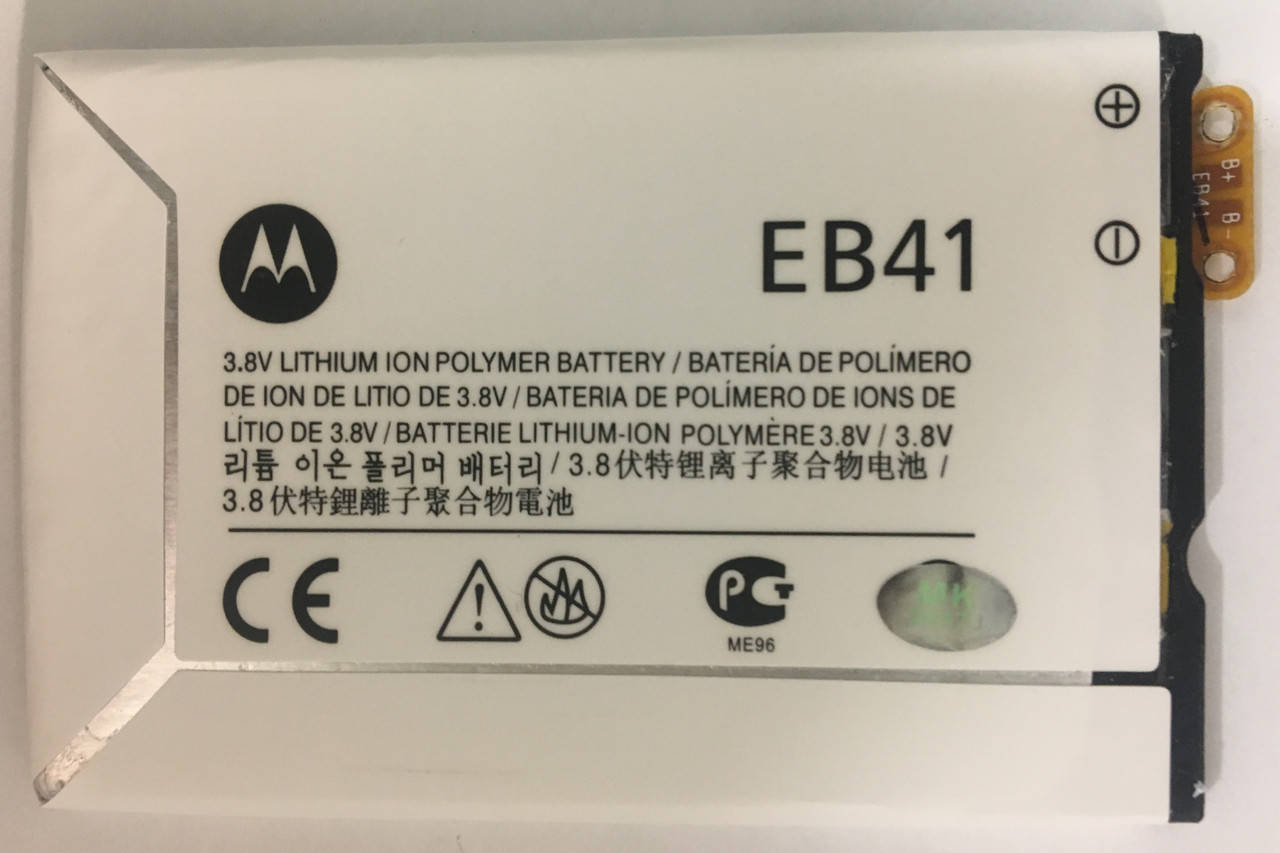 EB41
3.8V LITHIUM ION POLYMER BATTERY / BATERÍA DE POLÍMERO
DE ION DE LITIO DE 3.8V / BATERIA DE POLÍMERO DE IONS DE
LÍTIO DE 3.8V / BATTERIE LITHIUM-ION POLYMÈRE 3.8V / 3.8V
리튬 이온 폴리머 배터리 / 3.8伏特锂离子聚合物电池 /
3.8伏特鋰離子聚合物電池
CE
PCT
ME96
B+
B-
EB41